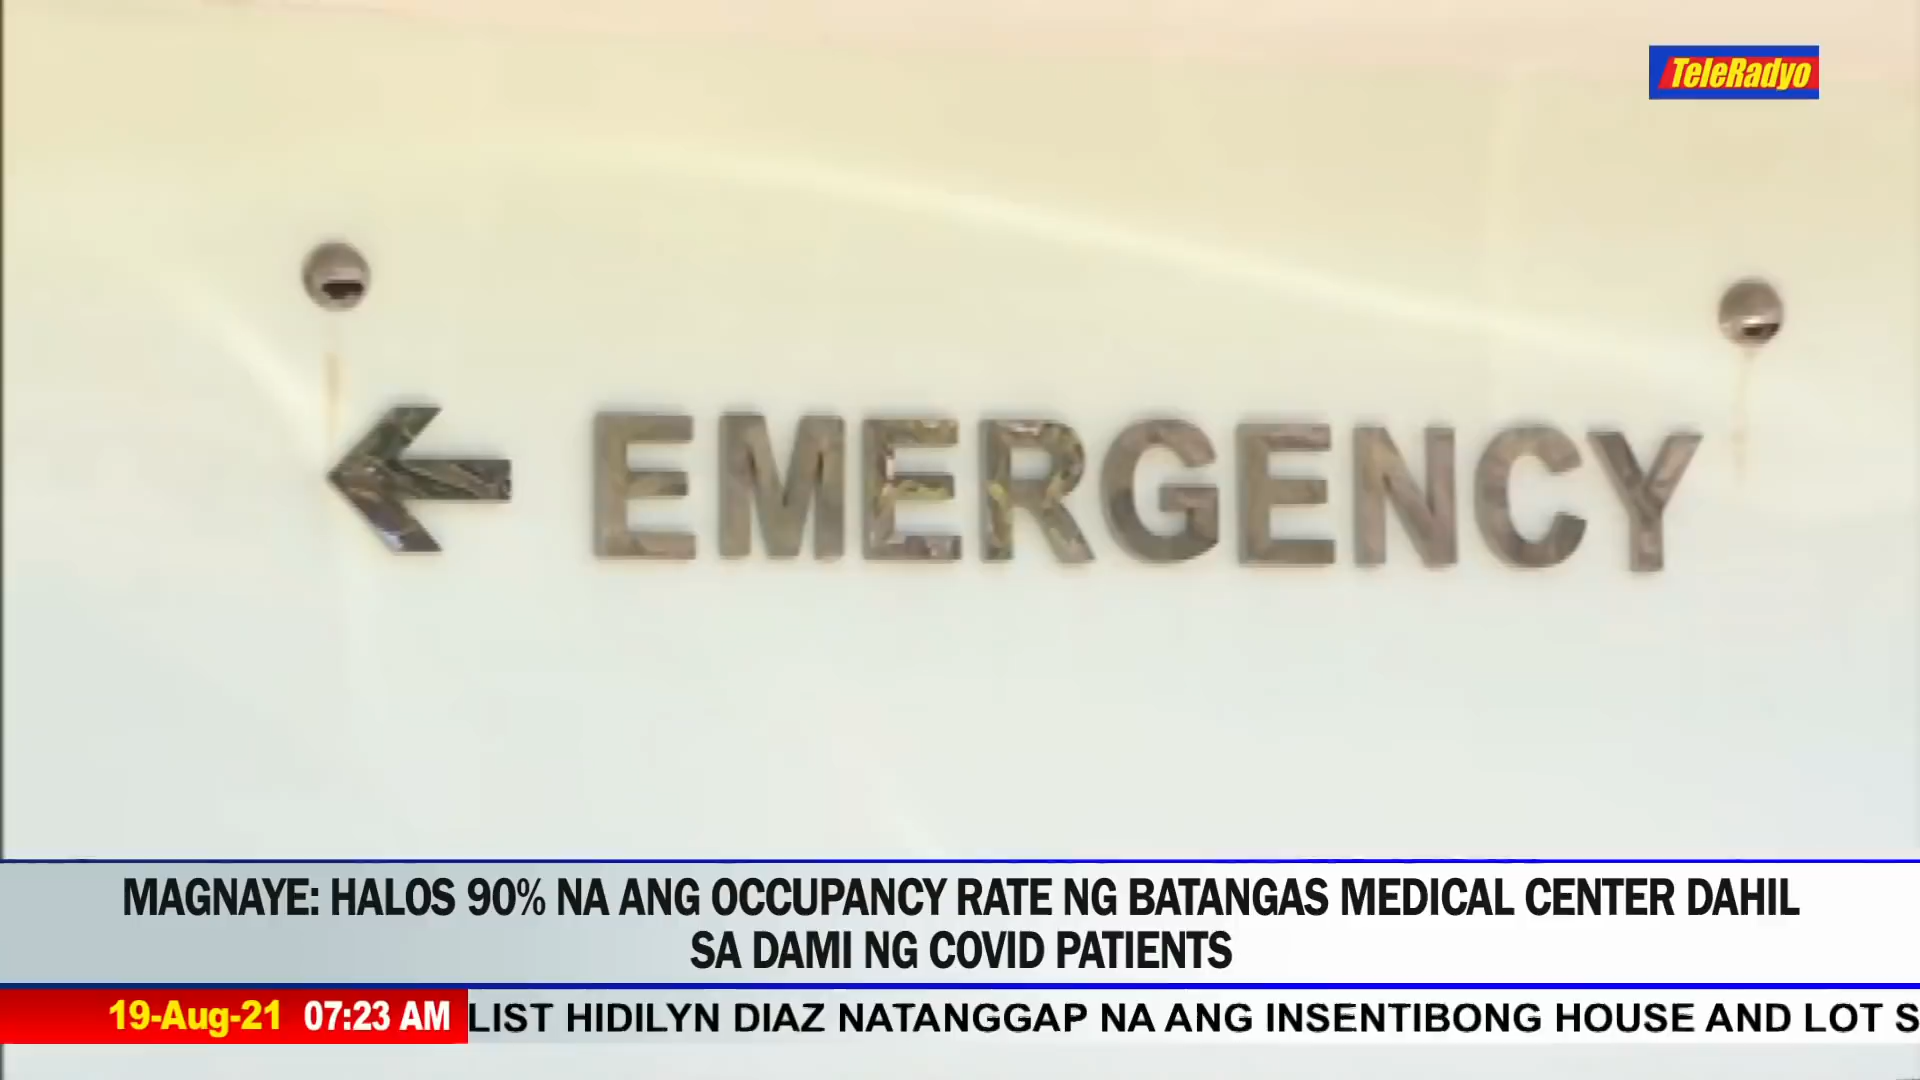 TeleRadyo
EMERGENCY
MAGNAYE: HALOS 90% NA ANG OCCUPANCY RATE NG BATANGAS MEDICAL CENTER DAHIL
SA DAMI NG COVID PATIENTS
19-Aug-21 07:23 AM LIST HIDILYN DIAZ NATANGGAP NA ANG INSENTIBONG HOUSE AND LOT S